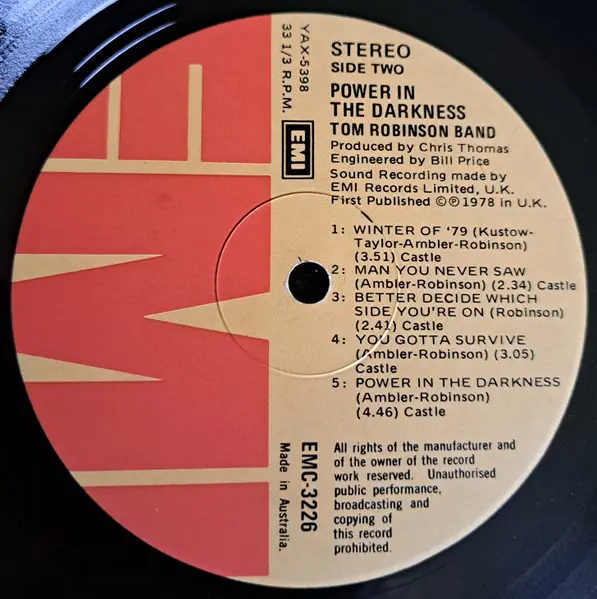 YAX-5398
33 1/3 R.P.M.
EMI
STEREO
SIDE TWO
POWER IN
THE DARKNESS
TOM ROBINSON BAND
Produced by Chris Thomas
Engineered by Bill Price
Sound Recording made by
EMI Records Limited, U.K.
First Published ©℗1978 in U.K.
1: WINTER OF '79 (Kustow-
Taylor-Ambler-Robinson)
(3.51) Castle
2: MAN YOU NEVER SAW
(Ambler-Robinson) (2.34) Castle
3: BETTER DECIDE WHICH
SIDE YOU'RE ON (Robinson)
(2.41) Castle
4: YOU GOTTA SURVIVE
(Ambler-Robinson) (3.05)
Castle
5: POWER IN THE DARKNESS
(Ambler-Robinson)
(4.46) Castle
EMC-3226
Made in Australia.
All rights of the manufacturer and
of the owner of the record
work reserved. Unauthorised
public performance,
broadcasting and
copying of
this record
prohibited.